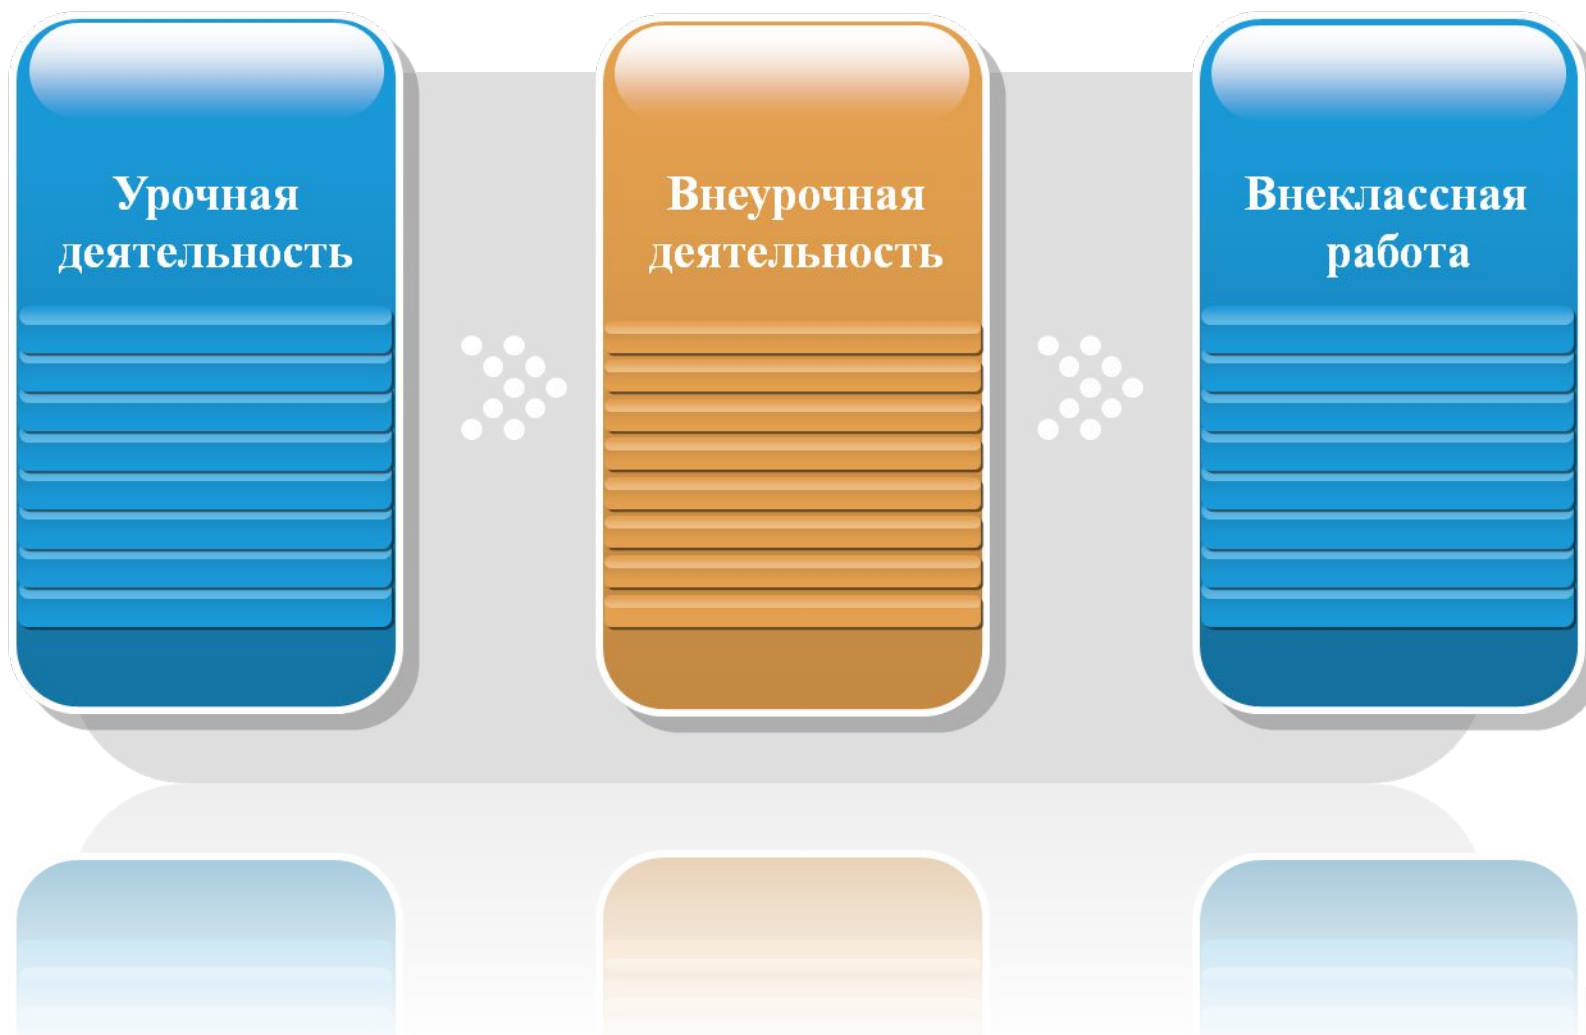 Урочная
деятельность
Внеурочная
деятельность
Внеклассная
работа